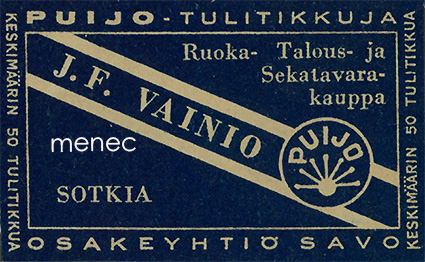 PUIJO-TULITIKKUJA
KESKIMÄÄRIN 50 TULITIKKUA
Ruoka- Talous- ja
Sekatavara-
kauppa
J. F. VAINIO
menec
PUIJO
SOTKIA
KESKIMÄÄRIN 50 TULITIKKUA
OSAKEYHTIÖ SAVO